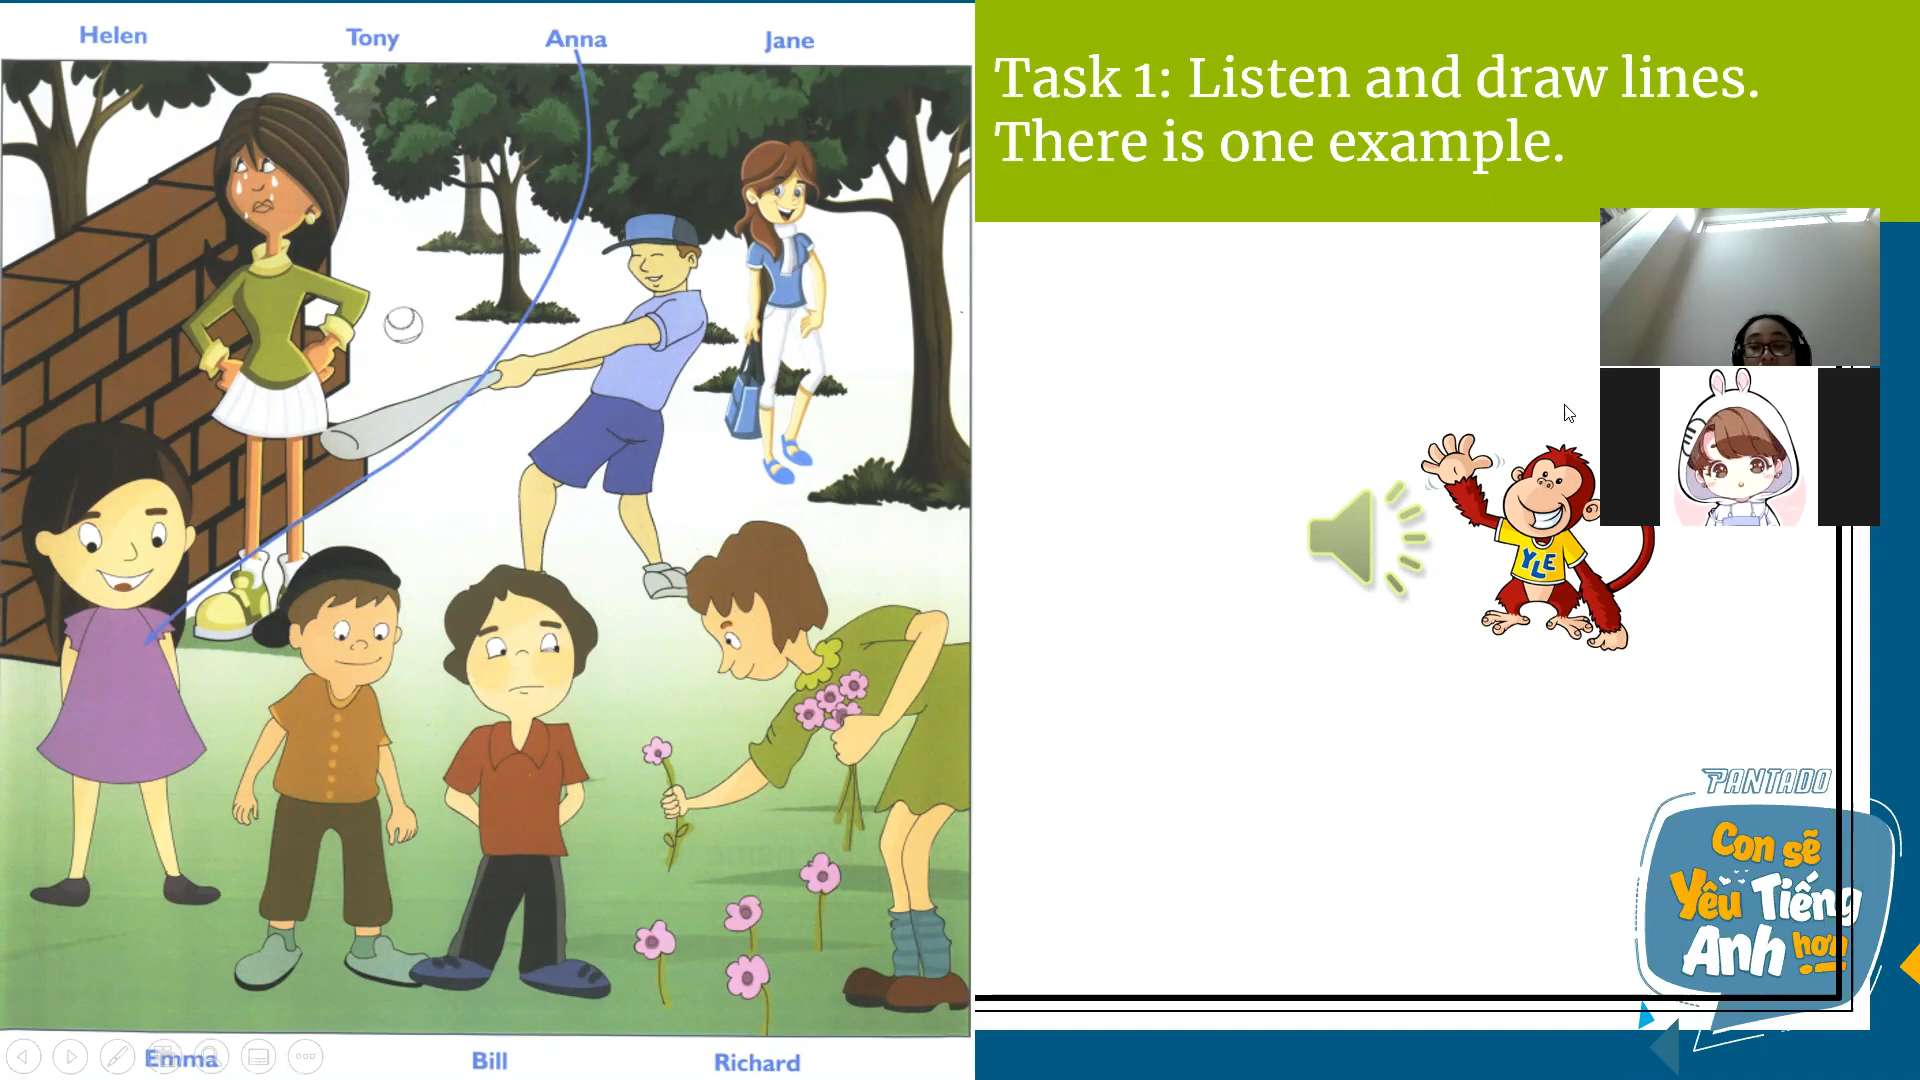 Helen Tony Anna Jane
Task 1: Listen and draw lines.
There is one example.
YLE
PANTADO
Con sẽ
Yêu Tiếng
Anh hơn
Emma Bill Richard